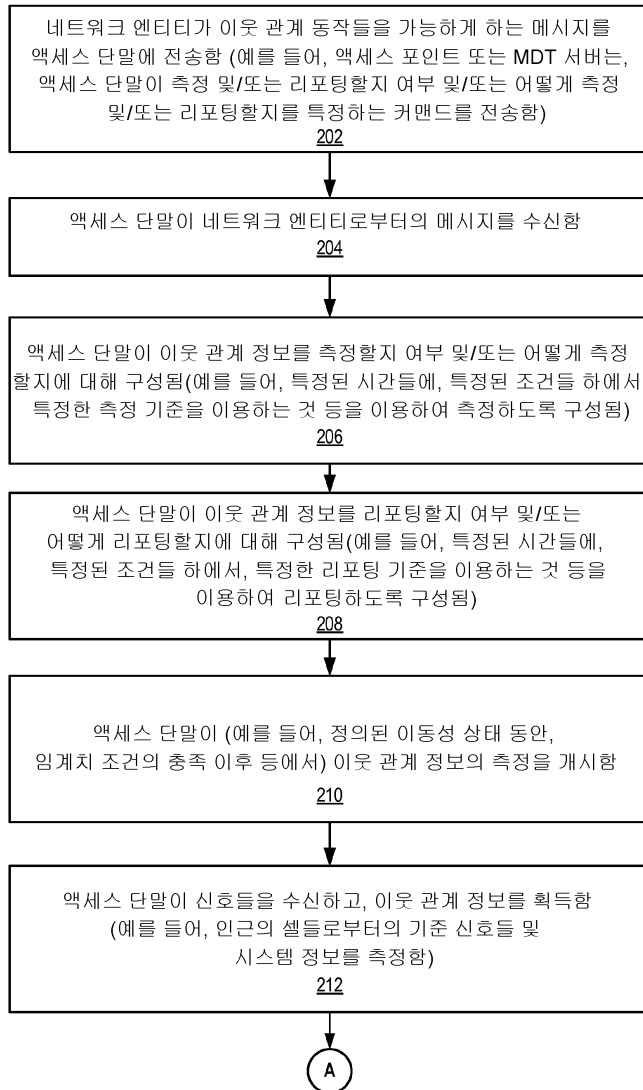 네트워크 엔티티가 이웃 관계 동작들을 가능하게 하는 메시지를
액세스 단말에 전송함 (예를 들어, 액세스 포인트 또는 MDT 서버는,
액세스 단말이 측정 및/또는 리포팅할지 여부 및/또는 어떻게 측정
및/또는 리포팅할지를 특정하는 커맨드를 전송함)
202
액세스 단말이 네트워크 엔티티로부터의 메시지를 수신함
204
액세스 단말이 이웃 관계 정보를 측정할지 여부 및/또는 어떻게 측정
할지에 대해 구성됨(예를 들어, 특정된 시간들에, 특정된 조건들 하에서
특정한 측정 기준을 이용하는 것 등을 이용하여 측정하도록 구성됨)
206
액세스 단말이 이웃 관계 정보를 리포팅할지 여부 및/또는
어떻게 리포팅할지에 대해 구성됨(예를 들어, 특정된 시간들에,
특정된 조건들 하에서, 특정한 리포팅 기준을 이용하는 것 등을
이용하여 리포팅하도록 구성됨)
208
액세스 단말이 (예를 들어, 정의된 이동성 상태 동안,
임계치 조건의 충족 이후 등에서) 이웃 관계 정보의 측정을 개시함
210
액세스 단말이 신호들을 수신하고, 이웃 관계 정보를 획득함
(예를 들어, 인근의 셀들로부터의 기준 신호들 및
시스템 정보를 측정함)
212
A